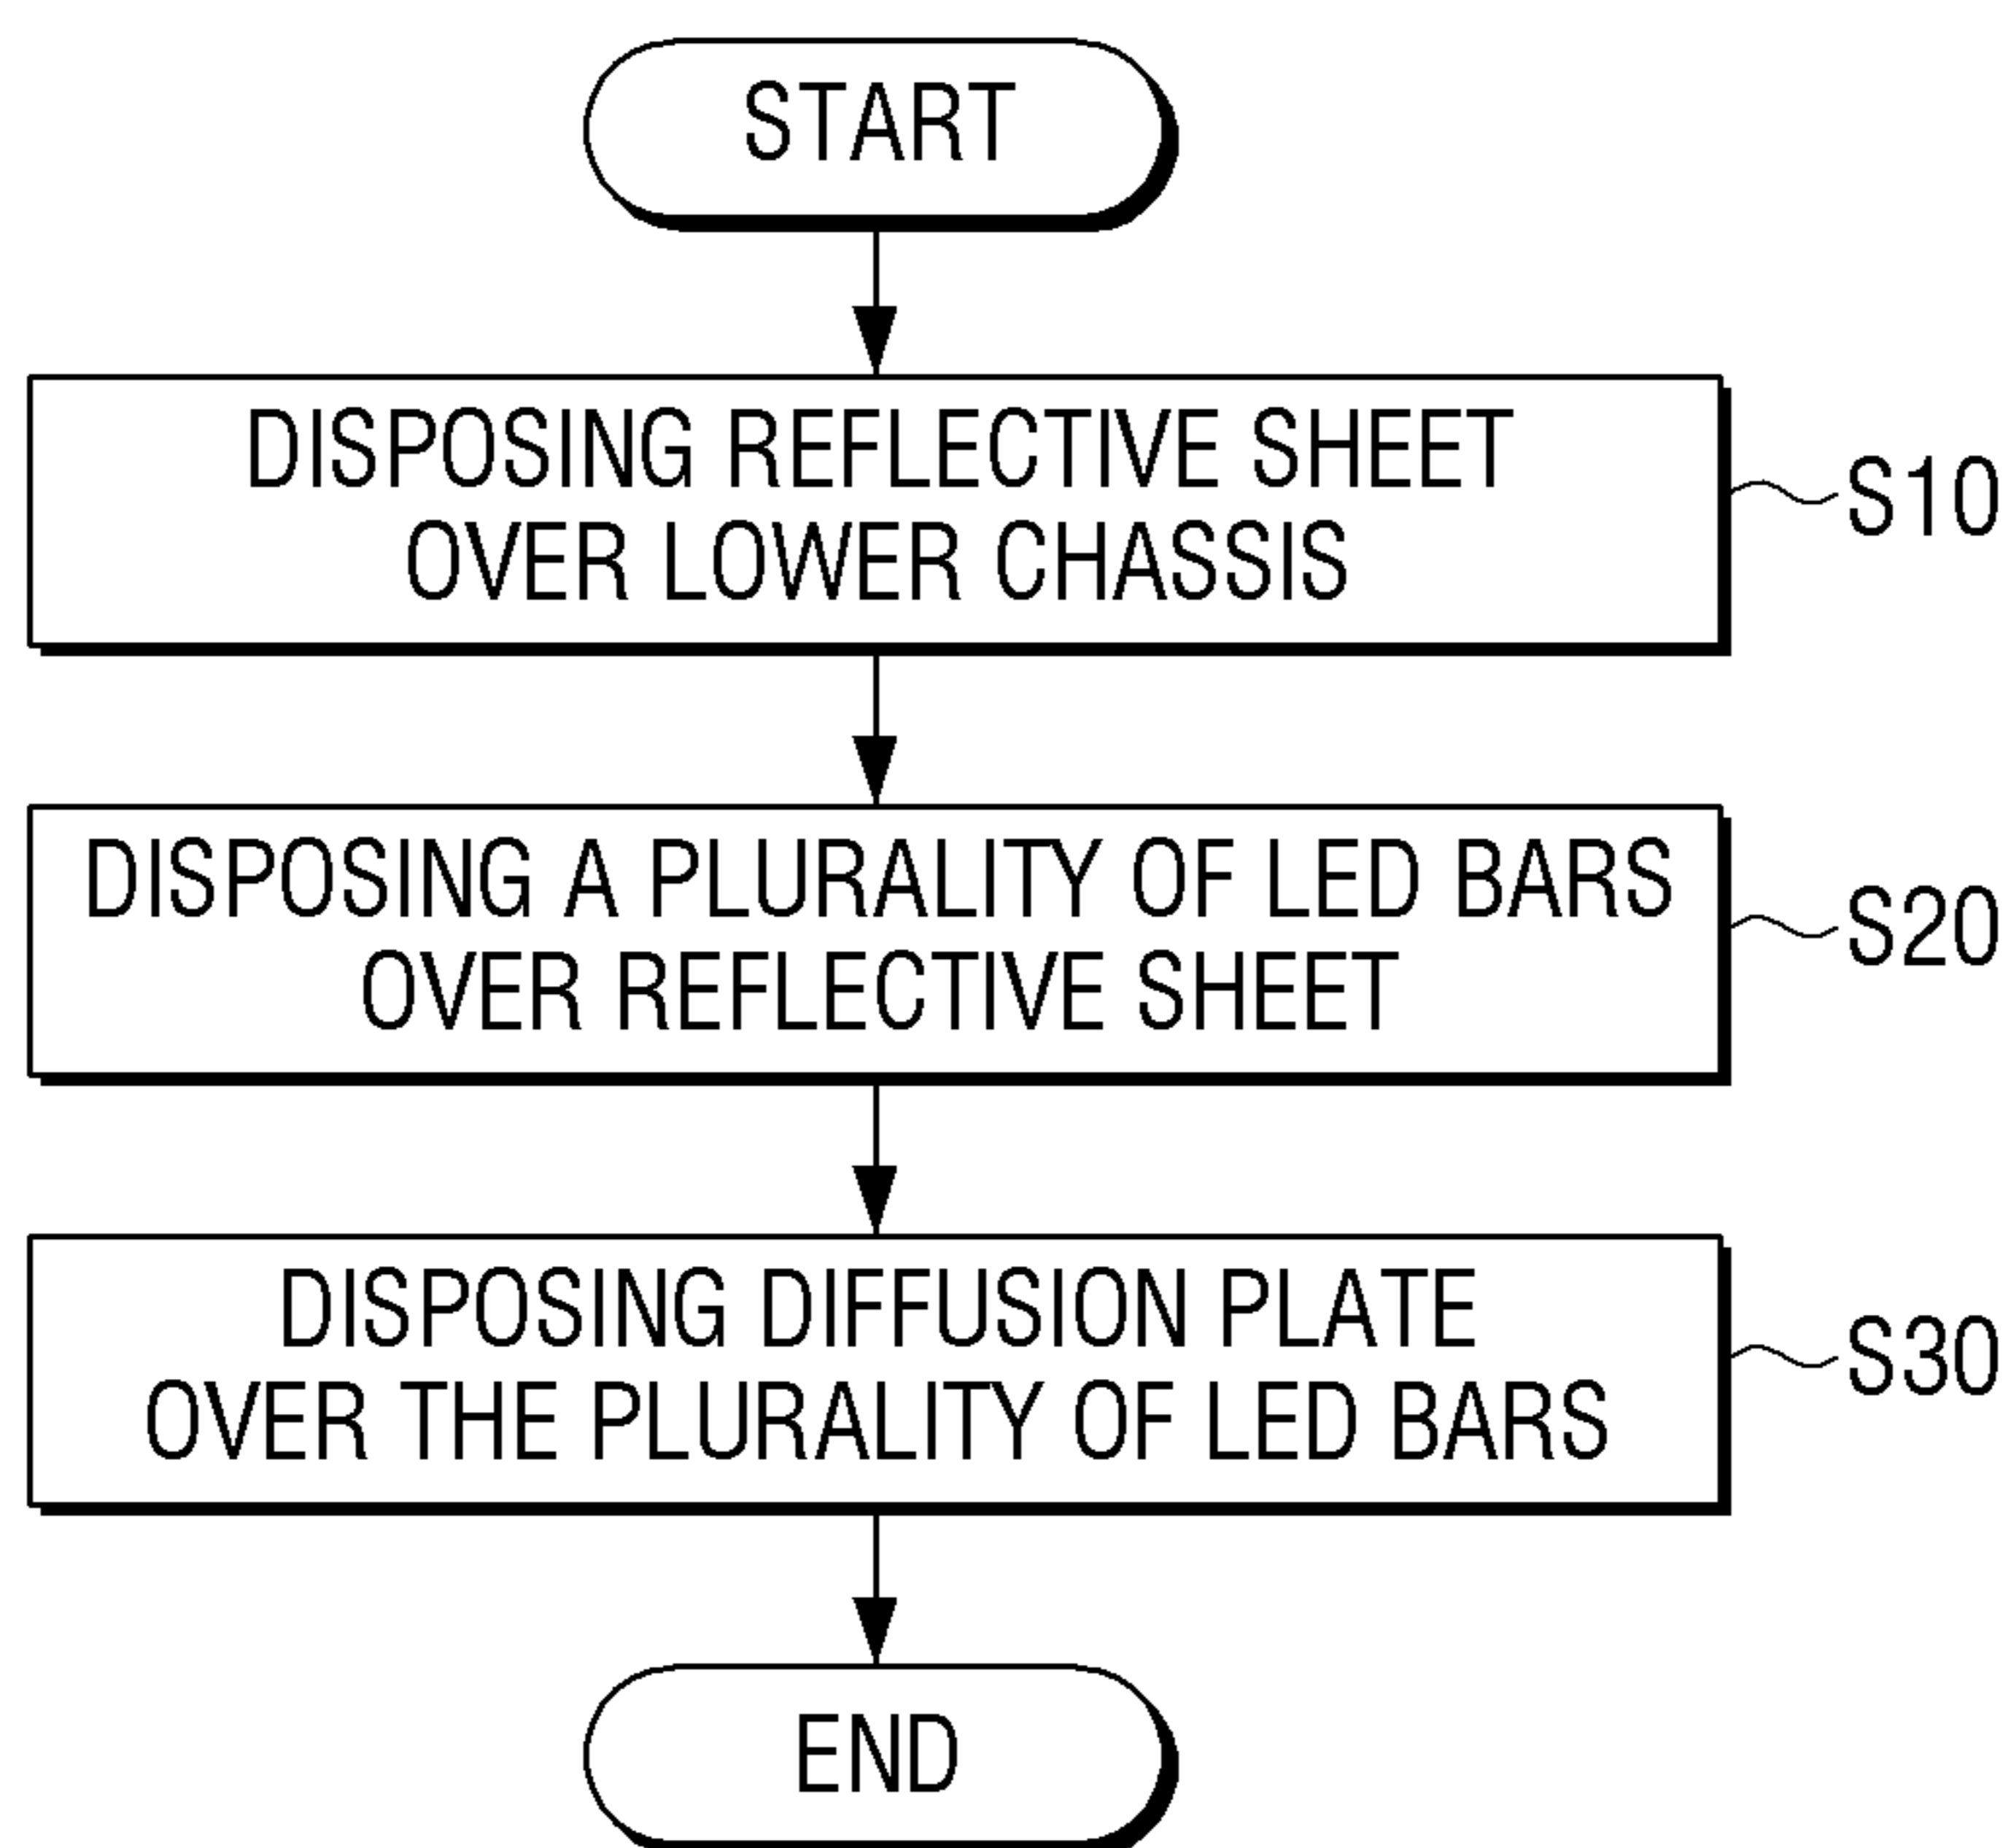 START
DISPOSING REFLECTIVE SHEET
OVER LOWER CHASSIS
S10
DISPOSING A PLURALITY OF LED BARS
OVER REFLECTIVE SHEET
S20
DISPOSING DIFFUSION PLATE
OVER THE PLURALITY OF LED BARS
S30
END